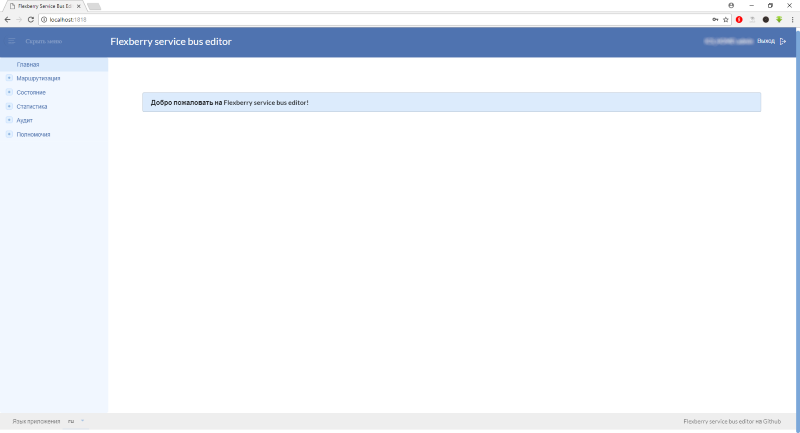 Flexberry Service Bus Ed
localhost:1818
Скрыть меню
Flexberry service bus editor
Выход
Главная
Маршрутизация
Состояние
Статистика
Аудит
Полномочия
Добро пожаловать на Flexberry service bus editor!
Язык приложения ru
Flexberry service bus editor на Github